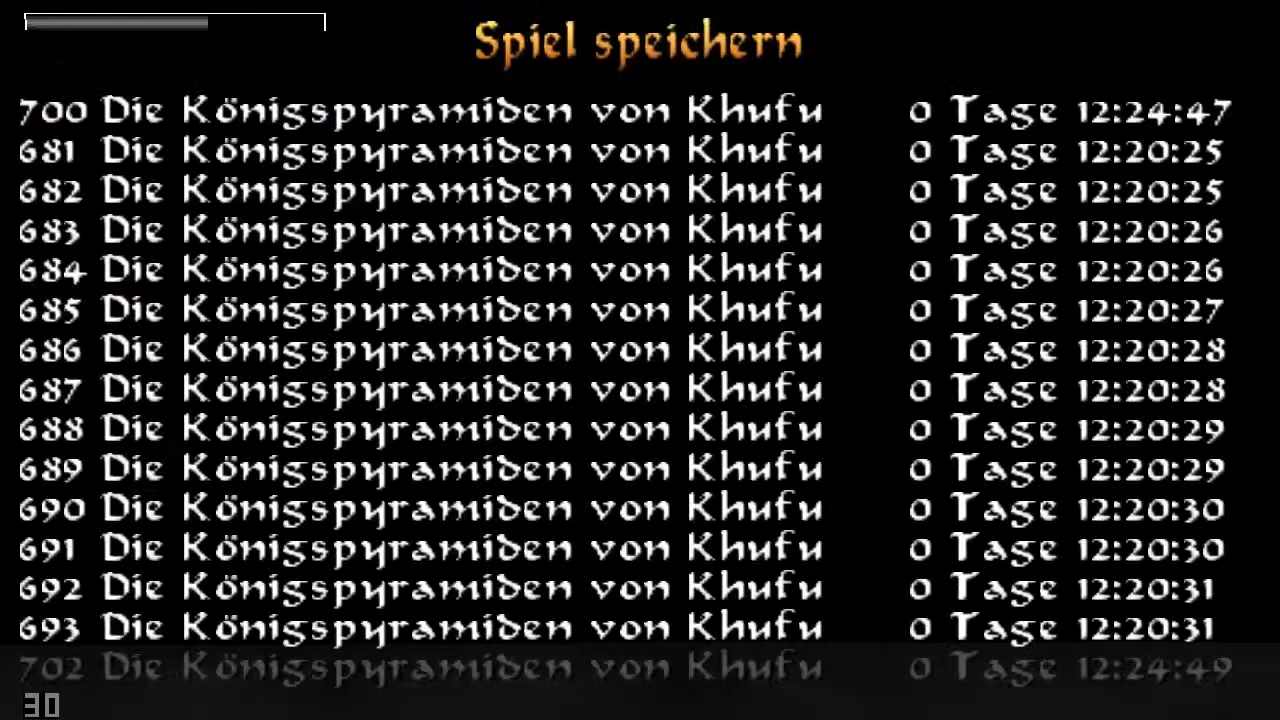 Spiel speichern
700 Die Königspyramiden von Khufu 0 Tage 12:24:47
681 Die Königspyramiden von Khufu 0 Tage 12:20:25
682 Die Königspyramiden von Khufu 0 Tage 12:20:25
683 Die Königspyramiden von Khufu 0 Tage 12:20:26
684 Die Königspyramiden von Khufu 0 Tage 12:20:26
685 Die Königspyramiden von Khufu 0 Tage 12:20:27
686 Die Königspyramiden von Khufu 0 Tage 12:20:28
687 Die Königspyramiden von Khufu 0 Tage 12:20:28
688 Die Königspyramiden von Khufu 0 Tage 12:20:29
689 Die Königspyramiden von Khufu 0 Tage 12:20:29
690 Die Königspyramiden von Khufu 0 Tage 12:20:30
691 Die Königspyramiden von Khufu 0 Tage 12:20:30
692 Die Königspyramiden von Khufu 0 Tage 12:20:31
693 Die Königspyramiden von Khufu 0 Tage 12:20:31
702 Die Königspyramiden von Khufu 0 Tage 12:24:49
30